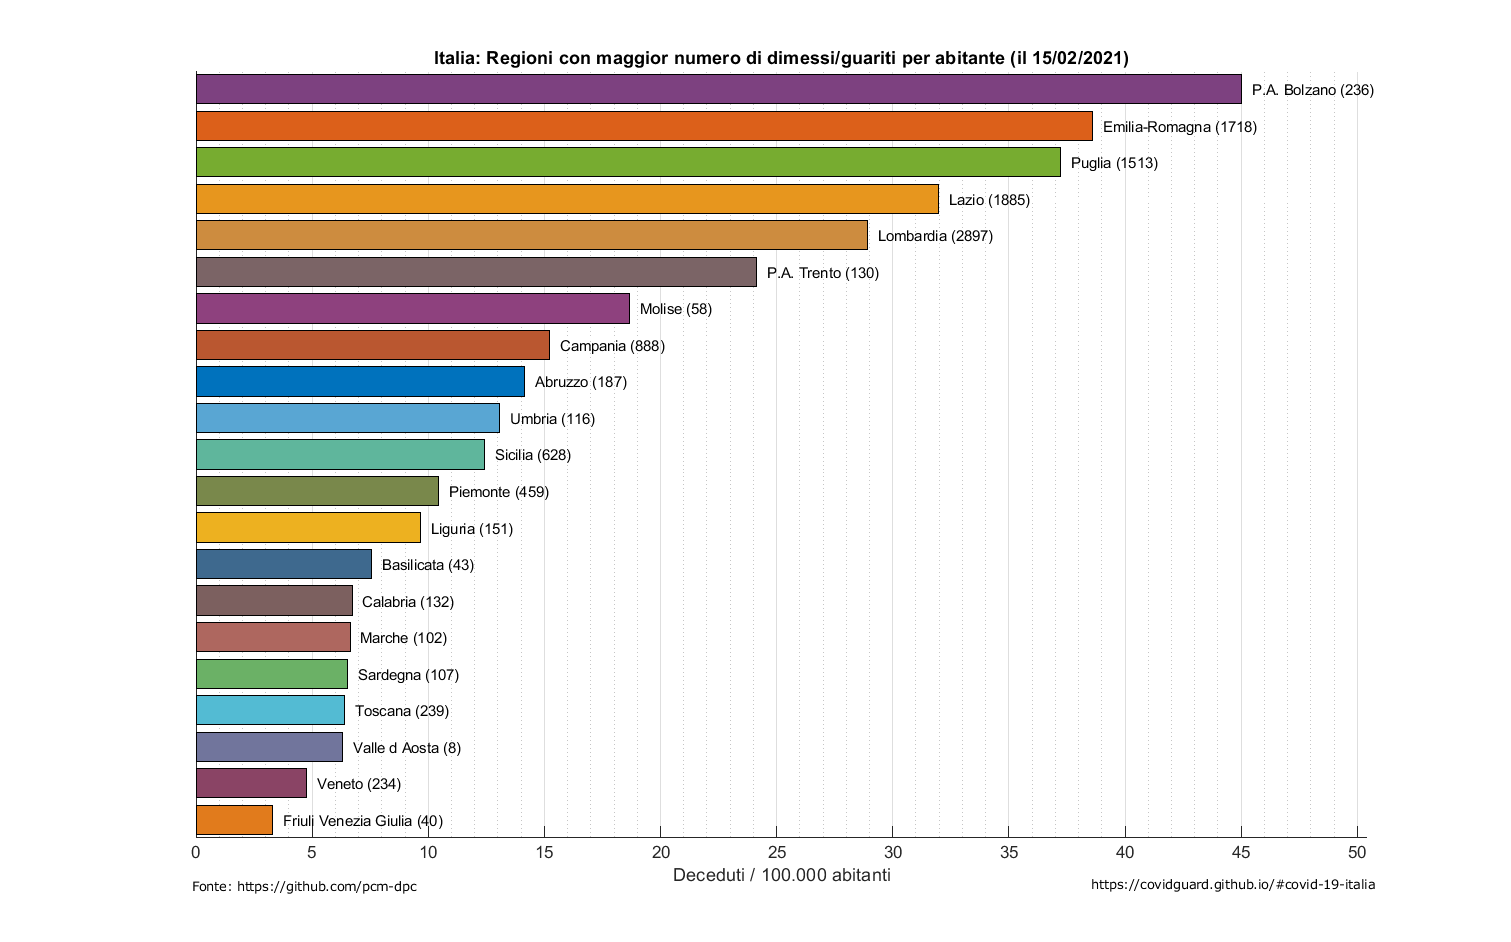 Italia: Regioni con maggior numero di dimessi/guariti per abitante (il 15/02/2021)
P.A. Bolzano (236)
Emilia-Romagna (1718)
Puglia (1513)
Lazio (1885)
Lombardia (2897)
P.A. Trento (130)
Molise (58)
Campania (888)
Abruzzo (187)
Umbria (116)
Sicilia (628)
Piemonte (459)
Liguria (151)
Basilicata (43)
Calabria (132)
Marche (102)
Sardegna (107)
Toscana (239)
Valle d Aosta (8)
Veneto (234)
Friuli Venezia Giulia (40)
0 5 10 15 20 25 30 35 40 45 50
Deceduti / 100.000 abitanti
Fonte: https://github.com/pcm-dpc
https://covidguard.github.io/#covid-19-italia